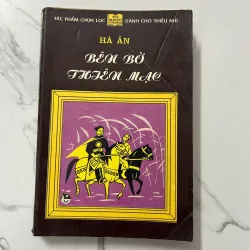 TÁC PHẨM CHỌN LỌC DÀNH CHO THIẾU NHI
HÀ ÂN
BÊN BỜ
THIÊN MẠC